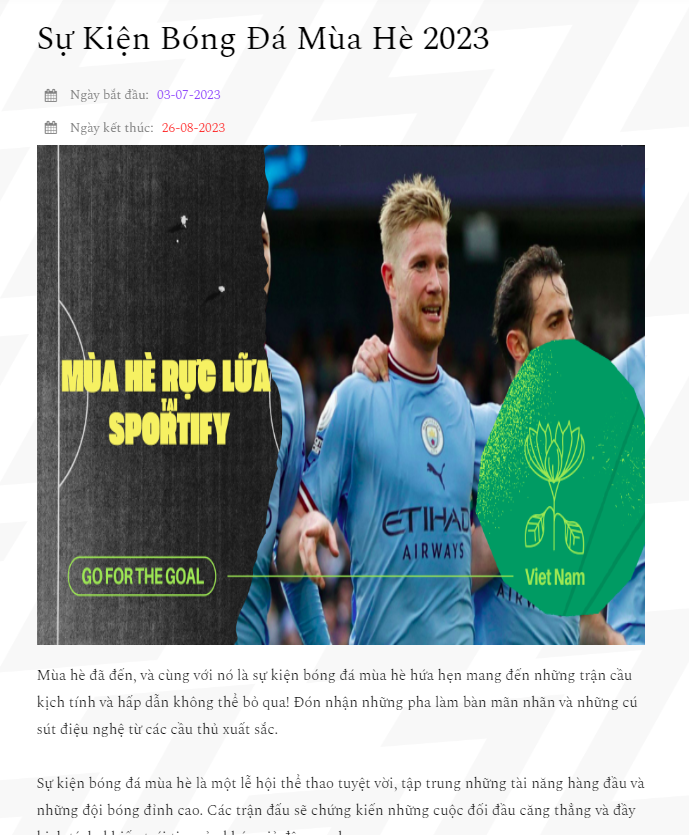 Sự Kiện Bóng Đá Mùa Hè 2023
Ngày bắt đầu: 03-07-2023
Ngày kết thúc: 26-08-2023
MÙA HÈ RỰC LỮA
TẠI
SPORTIFY
ETIHAD
AIRWAYS
GO FOR THE GOAL
Viet Nam
Mùa hè đã đến, và cùng với nó là sự kiện bóng đá mùa hè hứa hẹn mang đến những trận cầu
kịch tính và hấp dẫn không thể bỏ qua! Đón nhận những pha làm bàn mãn nhãn và những cú
sút điệu nghệ từ các cầu thủ xuất sắc.
Sự kiện bóng đá mùa hè là một lễ hội thể thao tuyệt vời, tập trung những tài năng hàng đầu và
những đội bóng đỉnh cao. Các trận đấu sẽ chứng kiến những cuộc đối đầu căng thẳng và đầy